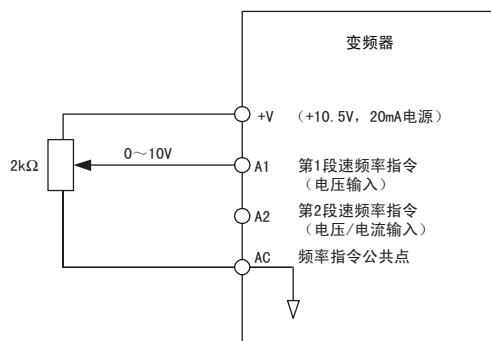 变频器
+V （+10.5V，20mA电源）
0～10V
2kΩ
A1 第1段速频率指令
（电压输入）
A2 第2段速频率指令
（电压/电流输入）
AC 频率指令公共点